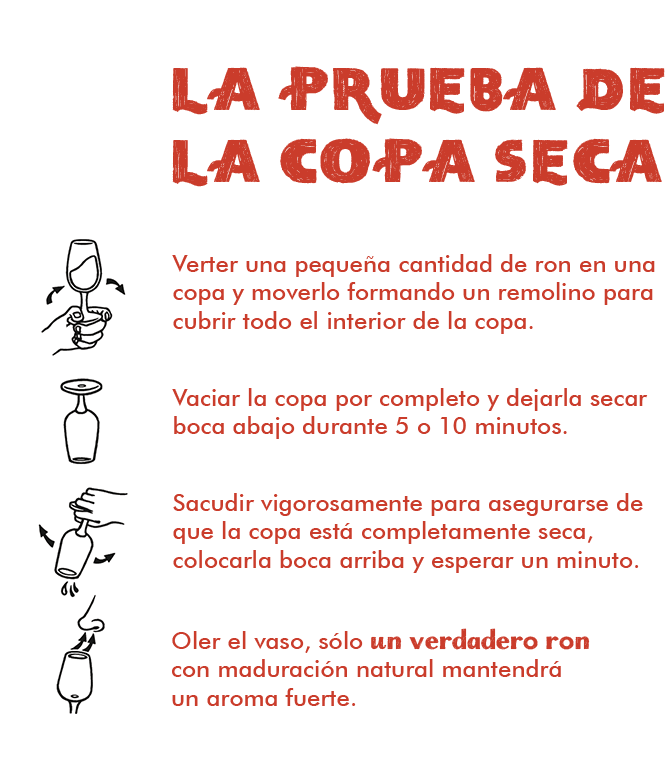 LA PRUEBA DE
LA COPA SECA
Verter una pequeña cantidad de ron en una
copa y moverlo formando un remolino para
cubrir todo el interior de la copa.
Vaciar la copa por completo y dejarla secar
boca abajo durante 5 o 10 minutos.
Sacudir vigorosamente para asegurarse de
que la copa está completamente seca,
colocarla boca arriba y esperar un minuto.
Oler el vaso, sólo un verdadero ron
con maduración natural mantendrá
un aroma fuerte.